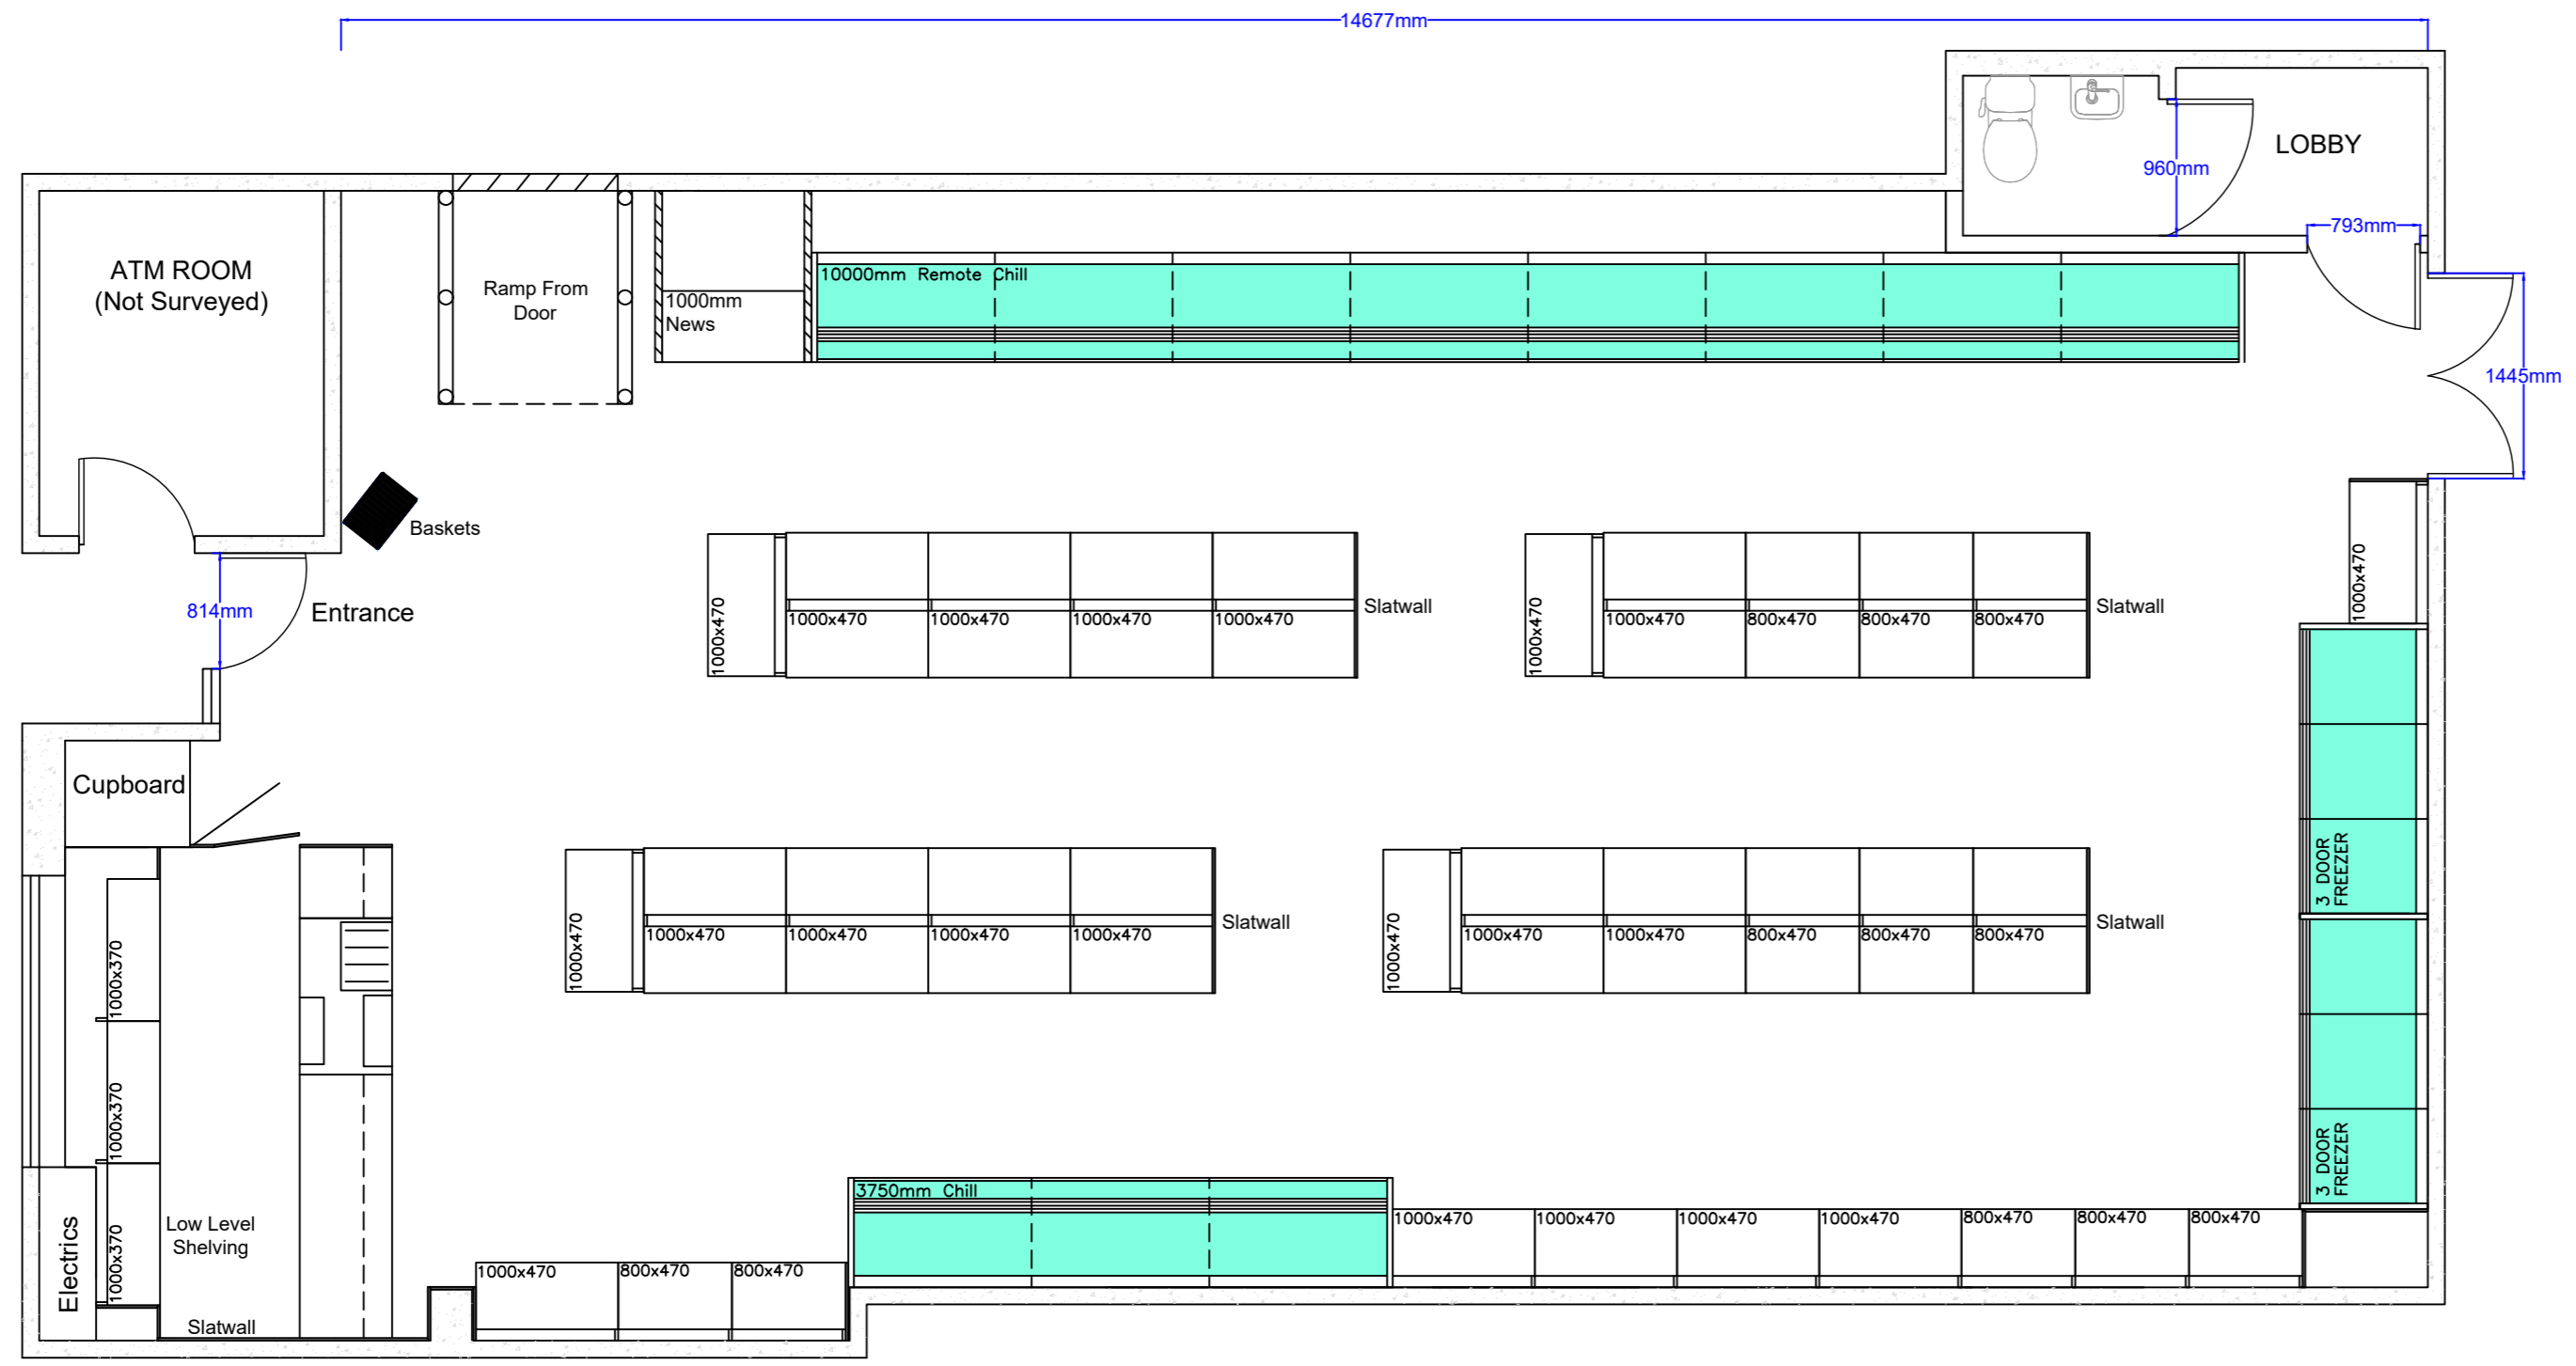 14677mm
LOBBY
960mm
793mm
ATM ROOM
(Not Surveyed)
Ramp From
Door
1000mm
News
10000mm Remote Chill
1445mm
Baskets
814mm
Entrance
1000x470
1000x470
1000x470
1000x470
1000x470
Slatwall
1000x470
1000x470
800x470
800x470
800x470
Slatwall
1000x470
Cupboard
1000x470
1000x470
1000x470
1000x470
1000x470
Slatwall
1000x470
1000x470
1000x470
800x470
800x470
800x470
Slatwall
3 DOOR
FREEZER
3 DOOR
FREEZER
1000x370
1000x370
1000x370
Low Level
Shelving
Electrics
Slatwall
1000x470
800x470
800x470
3750mm Chill
1000x470
1000x470
1000x470
1000x470
800x470
800x470
800x470